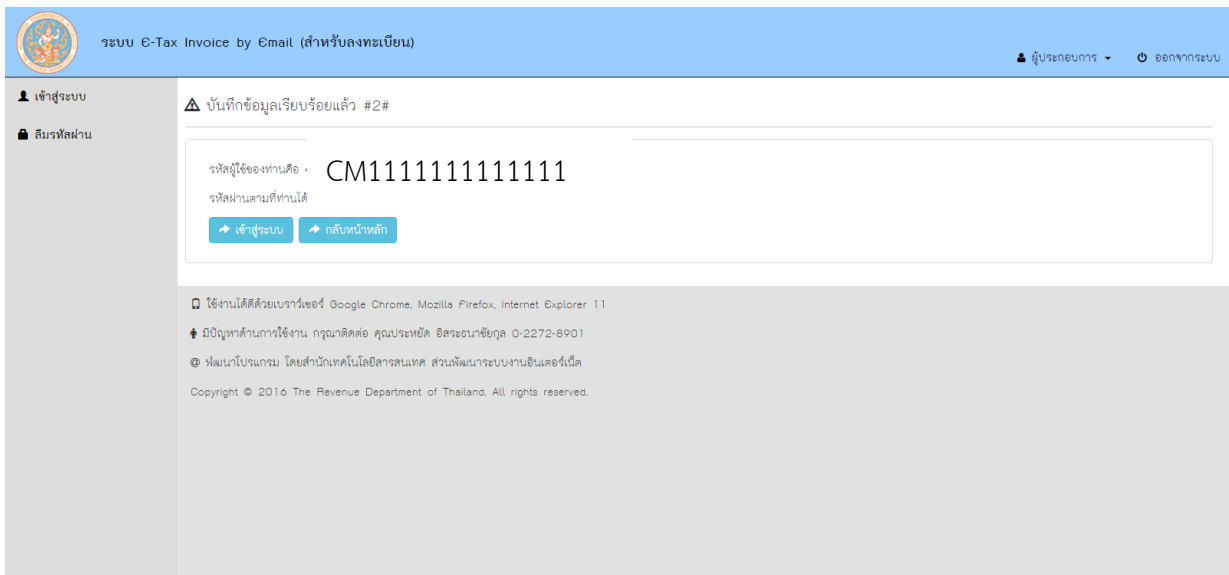 ระบบ E-Tax Invoice by Email (สำหรับลงทะเบียน)
ผู้ประกอบการ
ออกจากระบบ
เข้าสู่ระบบ
ลืมรหัสผ่าน
บันทึกข้อมูลเรียบร้อยแล้ว #2#
รหัสผู้ใช้ของท่านคือ CM1111111111111
รหัสผ่านตามที่ท่านได้
เข้าสู่ระบบ
กลับหน้าหลัก
ใช้งานได้ดีด้วยเบราว์เซอร์ Google Chrome, Mozilla Firefox, Internet Explorer 11
มีปัญหาด้านการใช้งาน กรุณาติดต่อ คุณประหยัด อิสระธนาชัยกุล 0-2272-8901
@ พัฒนาโปรแกรม โดยสำนักเทคโนโลยีสารสนเทศ ส่วนพัฒนาระบบงานอินเตอร์เน็ต
Copyright © 2016 The Revenue Department of Thailand. All rights reserved.